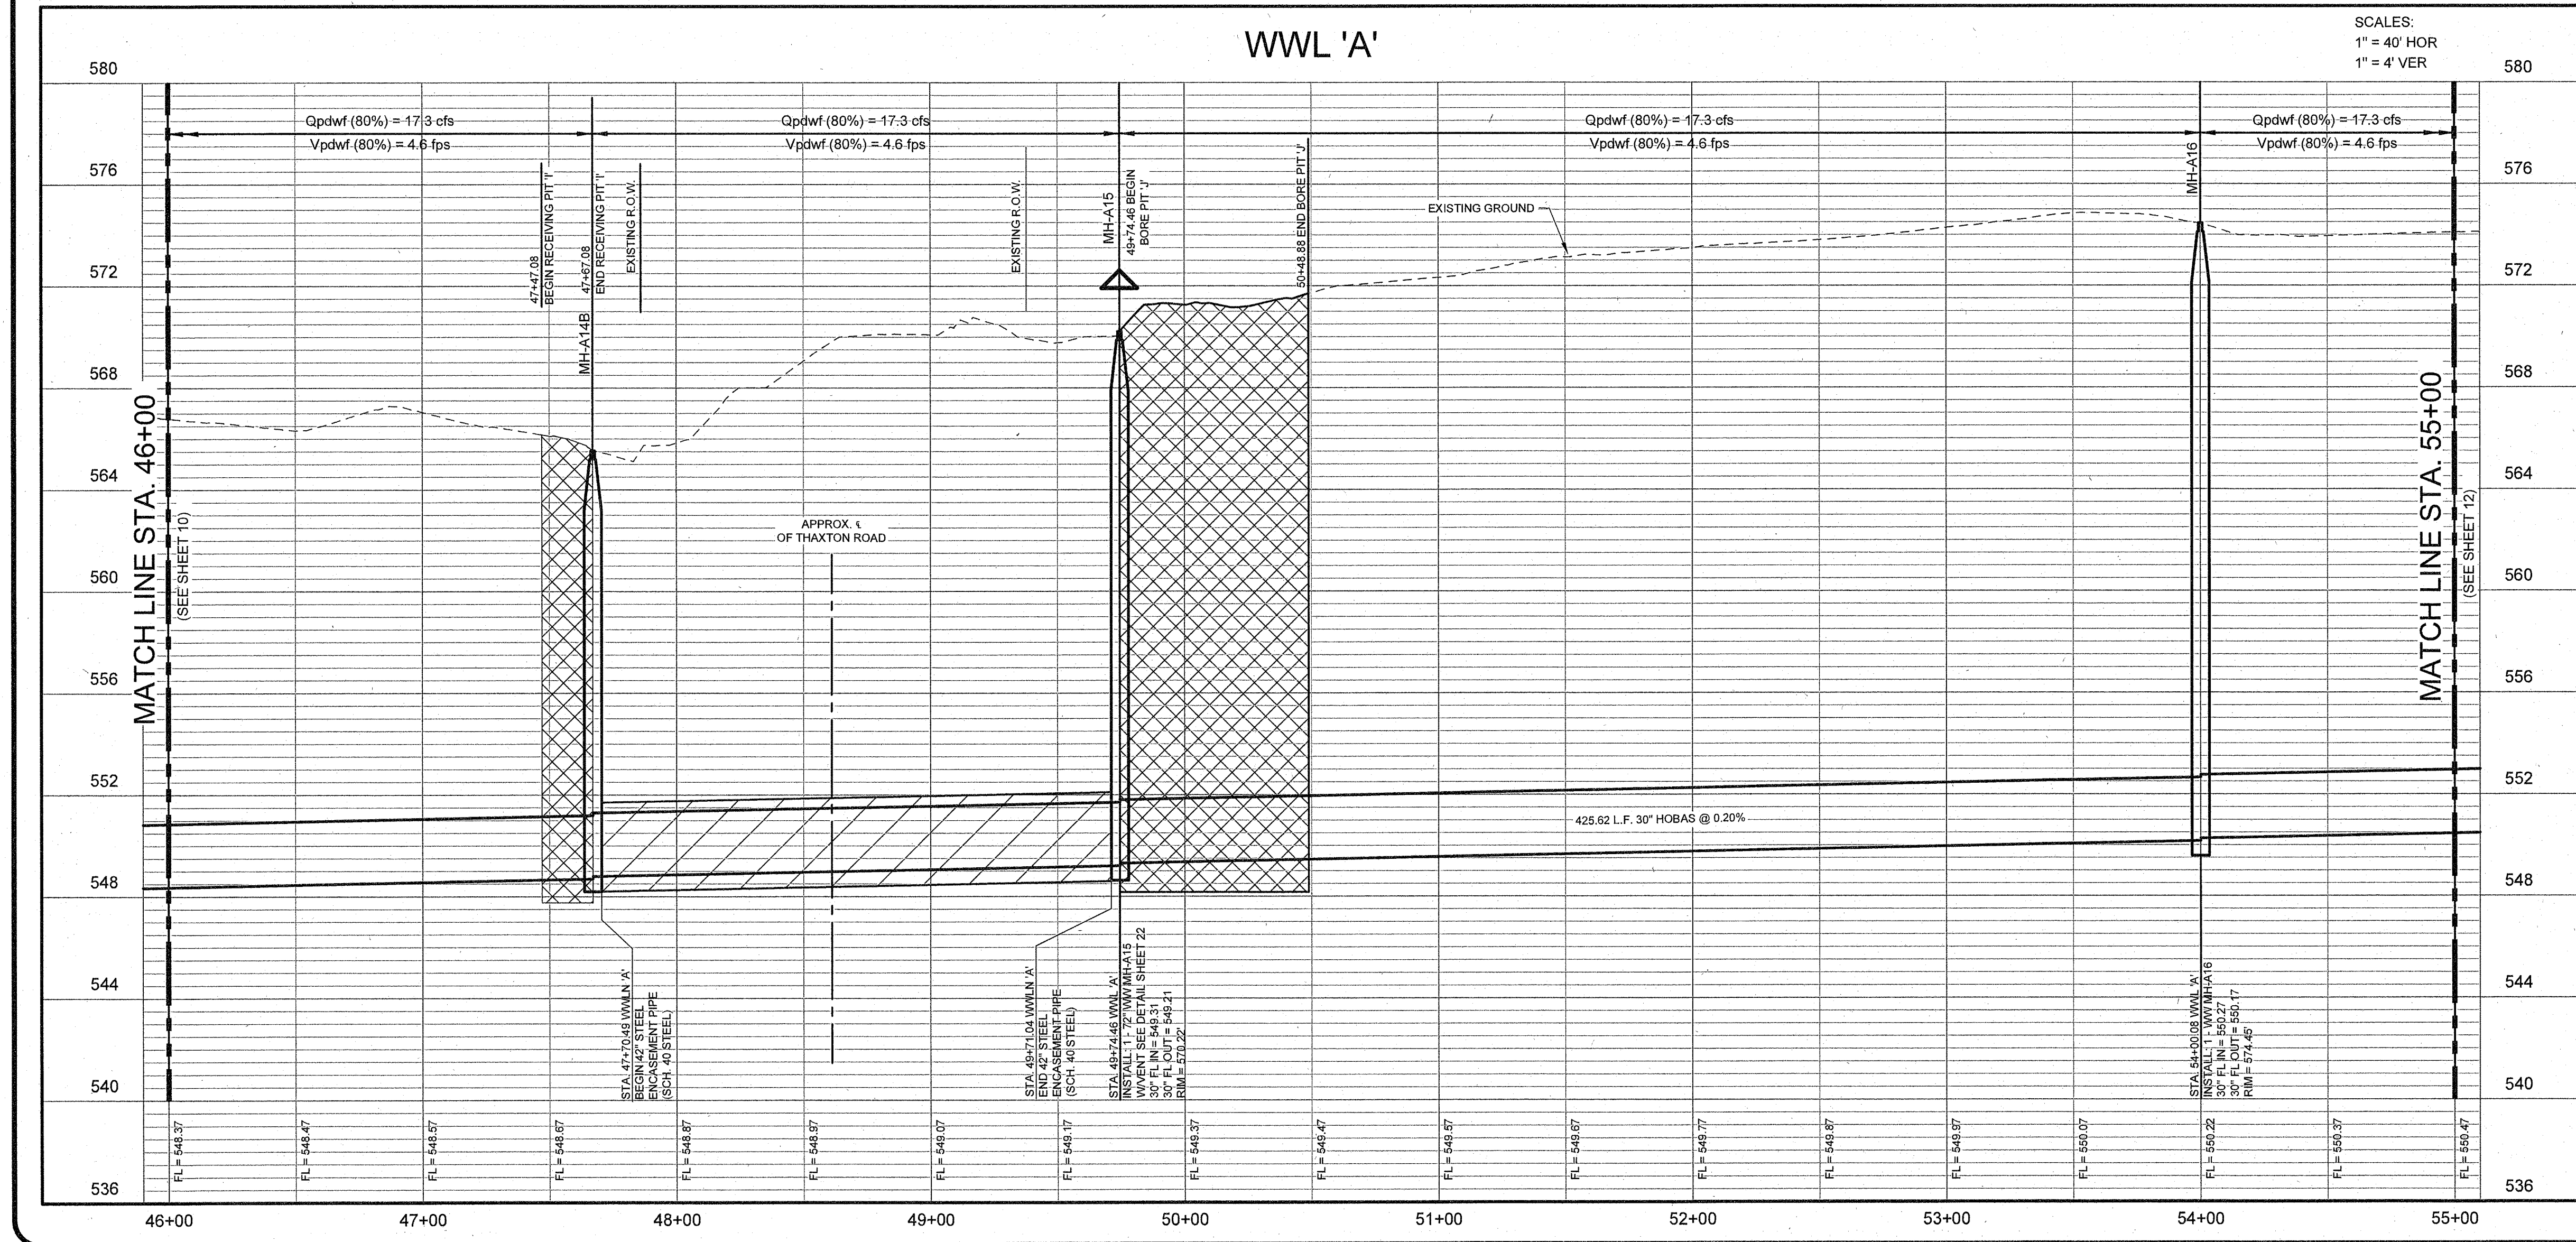 WWL 'A'
SCALES:
1" = 40' HOR
1" = 4' VER
580
576
572
568
564
560
556
552
548
544
540
536
580
576
572
568
564
560
556
552
548
544
540
536
Qpdwf (80%) = 17.3 cfs
Vpdwf (80%) = 4.6 fps
Qpdwf (80%) = 17.3 cfs
Vpdwf (80%) = 4.6 fps
Qpdwf (80%) = 17.3 cfs
Vpdwf (80%) = 4.6 fps
Qpdwf (80%) = 17.3 cfs
Vpdwf (80%) = 4.6 fps
MATCH LINE STA. 46+00
(SEE SHEET 10)
47+47.08
BEGIN RECEIVING PIT 'I'
47+67.08
END RECEIVING PIT 'I'
MH-A14B
EXISTING R.O.W.
APPROX. ℄
OF THAXTON ROAD
EXISTING R.O.W.
MH-A15
49+74.46 BEGIN
BORE PIT 'J'
50+48.88 END BORE PIT 'J'
EXISTING GROUND
MH-A16
MATCH LINE STA. 55+00
(SEE SHEET 12)
425.62 L.F. 30" HOBAS @ 0.20%
STA. 47+70.49 WWLN 'A'
BEGIN 42" STEEL
ENCASEMENT PIPE
(SCH. 40 STEEL)
STA. 49+71.04 WWLN 'A'
END 42" STEEL
ENCASEMENT PIPE
(SCH. 40 STEEL)
STA. 49+74.46 WWL 'A'
INSTALL: 1 - 72" WW MH-A15
W/VENT SEE DETAIL SHEET 22
30" FL IN = 549.31
30" FL OUT = 549.21
RIM = 570.22'
STA. 54+00.08 WWL 'A'
INSTALL: 1 - WW MH-A16
30" FL IN = 550.27
30" FL OUT = 550.17
RIM = 574.45'
FL = 548.37
FL = 548.47
FL = 548.57
FL = 548.67
FL = 548.87
FL = 548.97
FL = 549.07
FL = 549.17
FL = 549.37
FL = 549.47
FL = 549.57
FL = 549.67
FL = 549.77
FL = 549.87
FL = 549.97
FL = 550.07
FL = 550.22
FL = 550.37
FL = 550.47
46+00
47+00
48+00
49+00
50+00
51+00
52+00
53+00
54+00
55+00